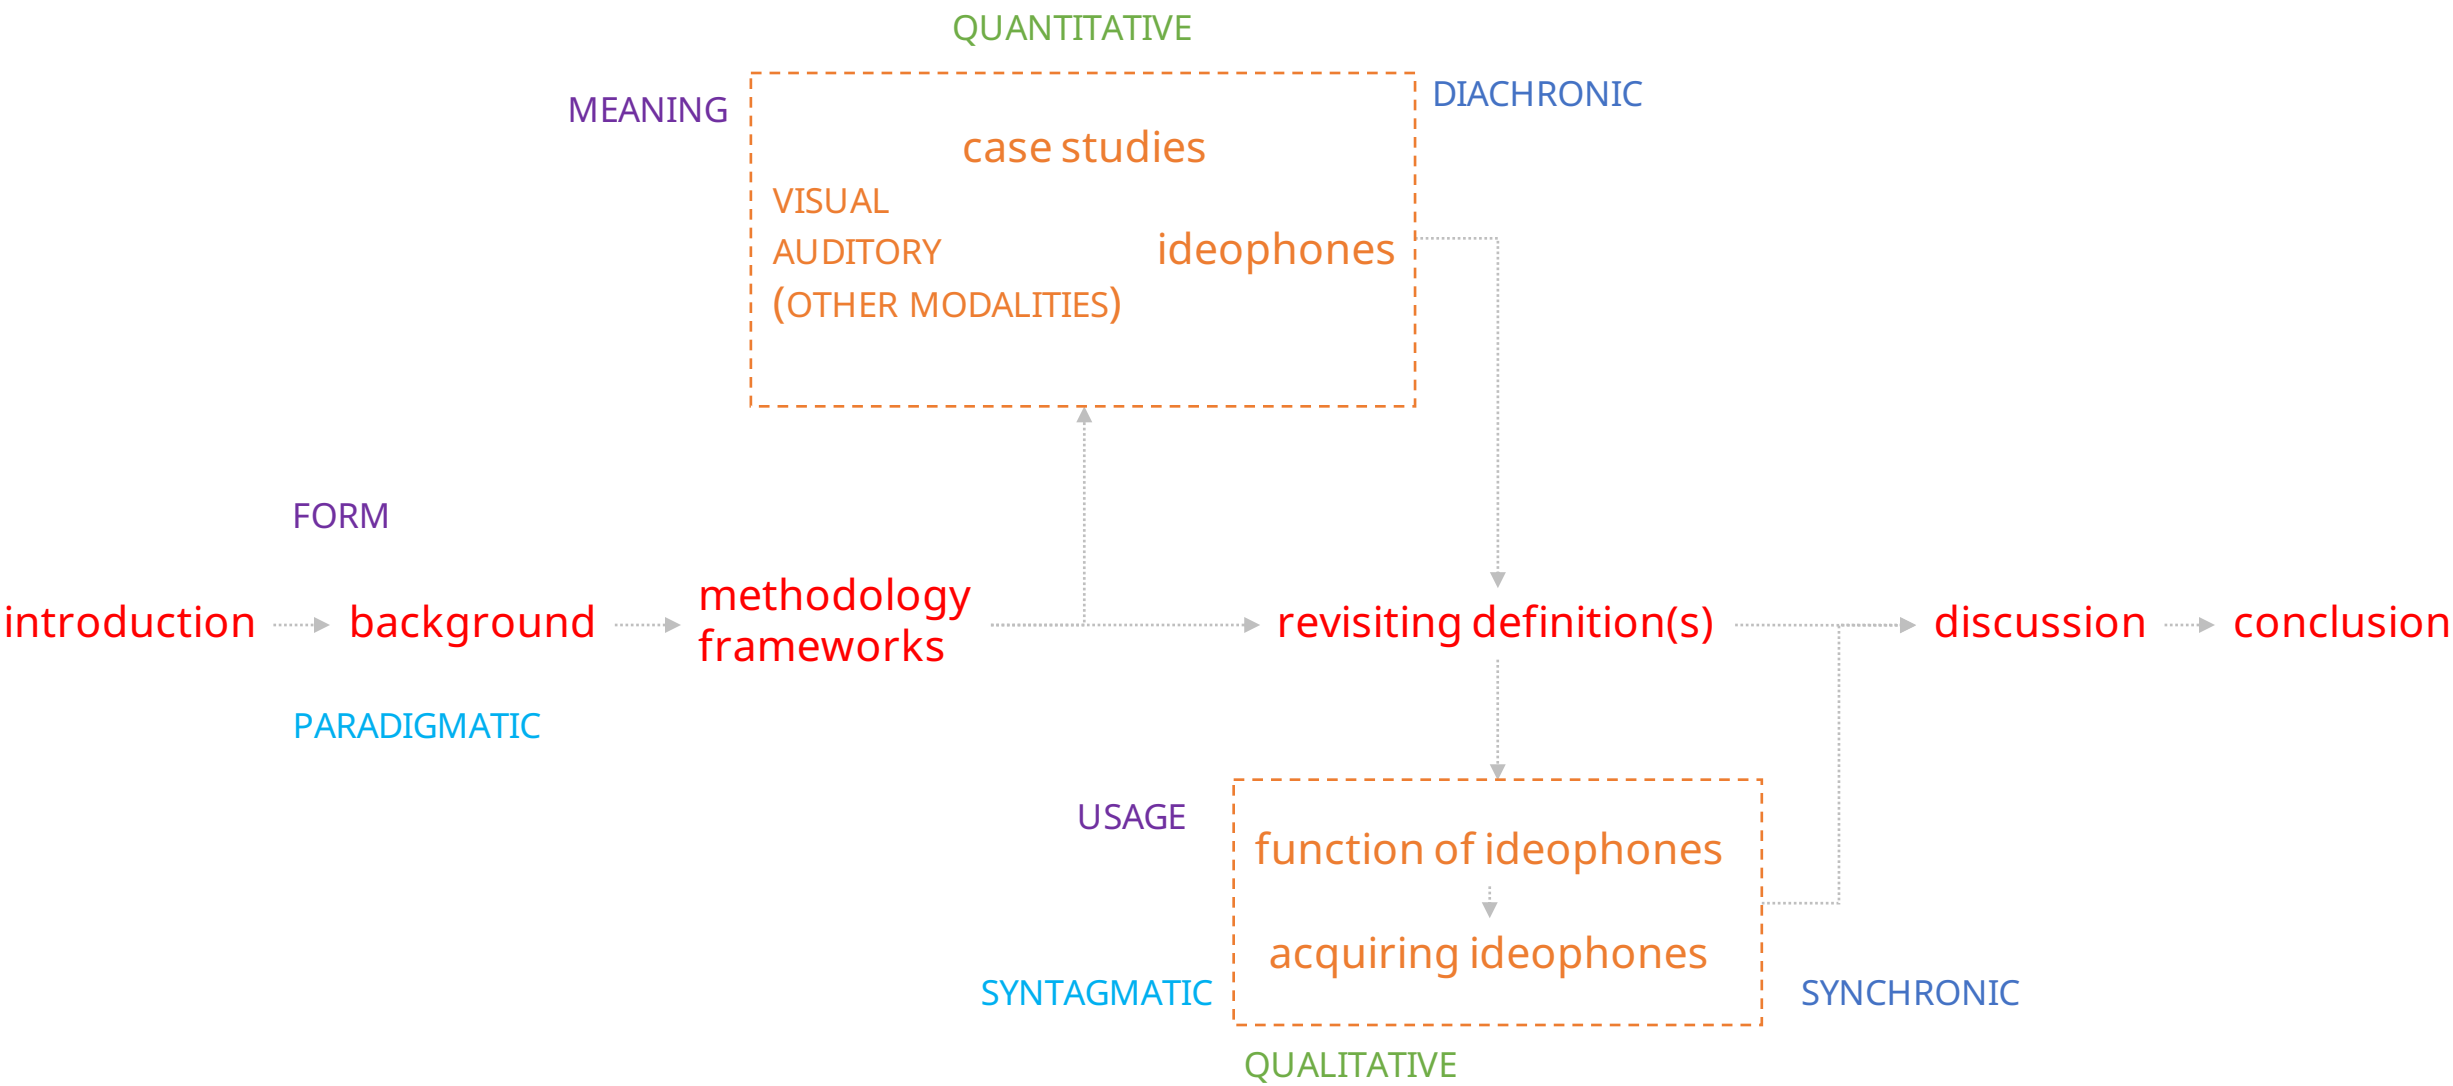 QUANTITATIVE
MEANING
DIACHRONIC
case studies
VISUAL
AUDITORY
ideophones
(OTHER MODALITIES)
FORM
introduction
background
methodology
frameworks
revisiting definition(s)
discussion
conclusion
PARADIGMATIC
USAGE
function of ideophones
acquiring ideophones
SYNTAGMATIC
SYNCHRONIC
QUALITATIVE